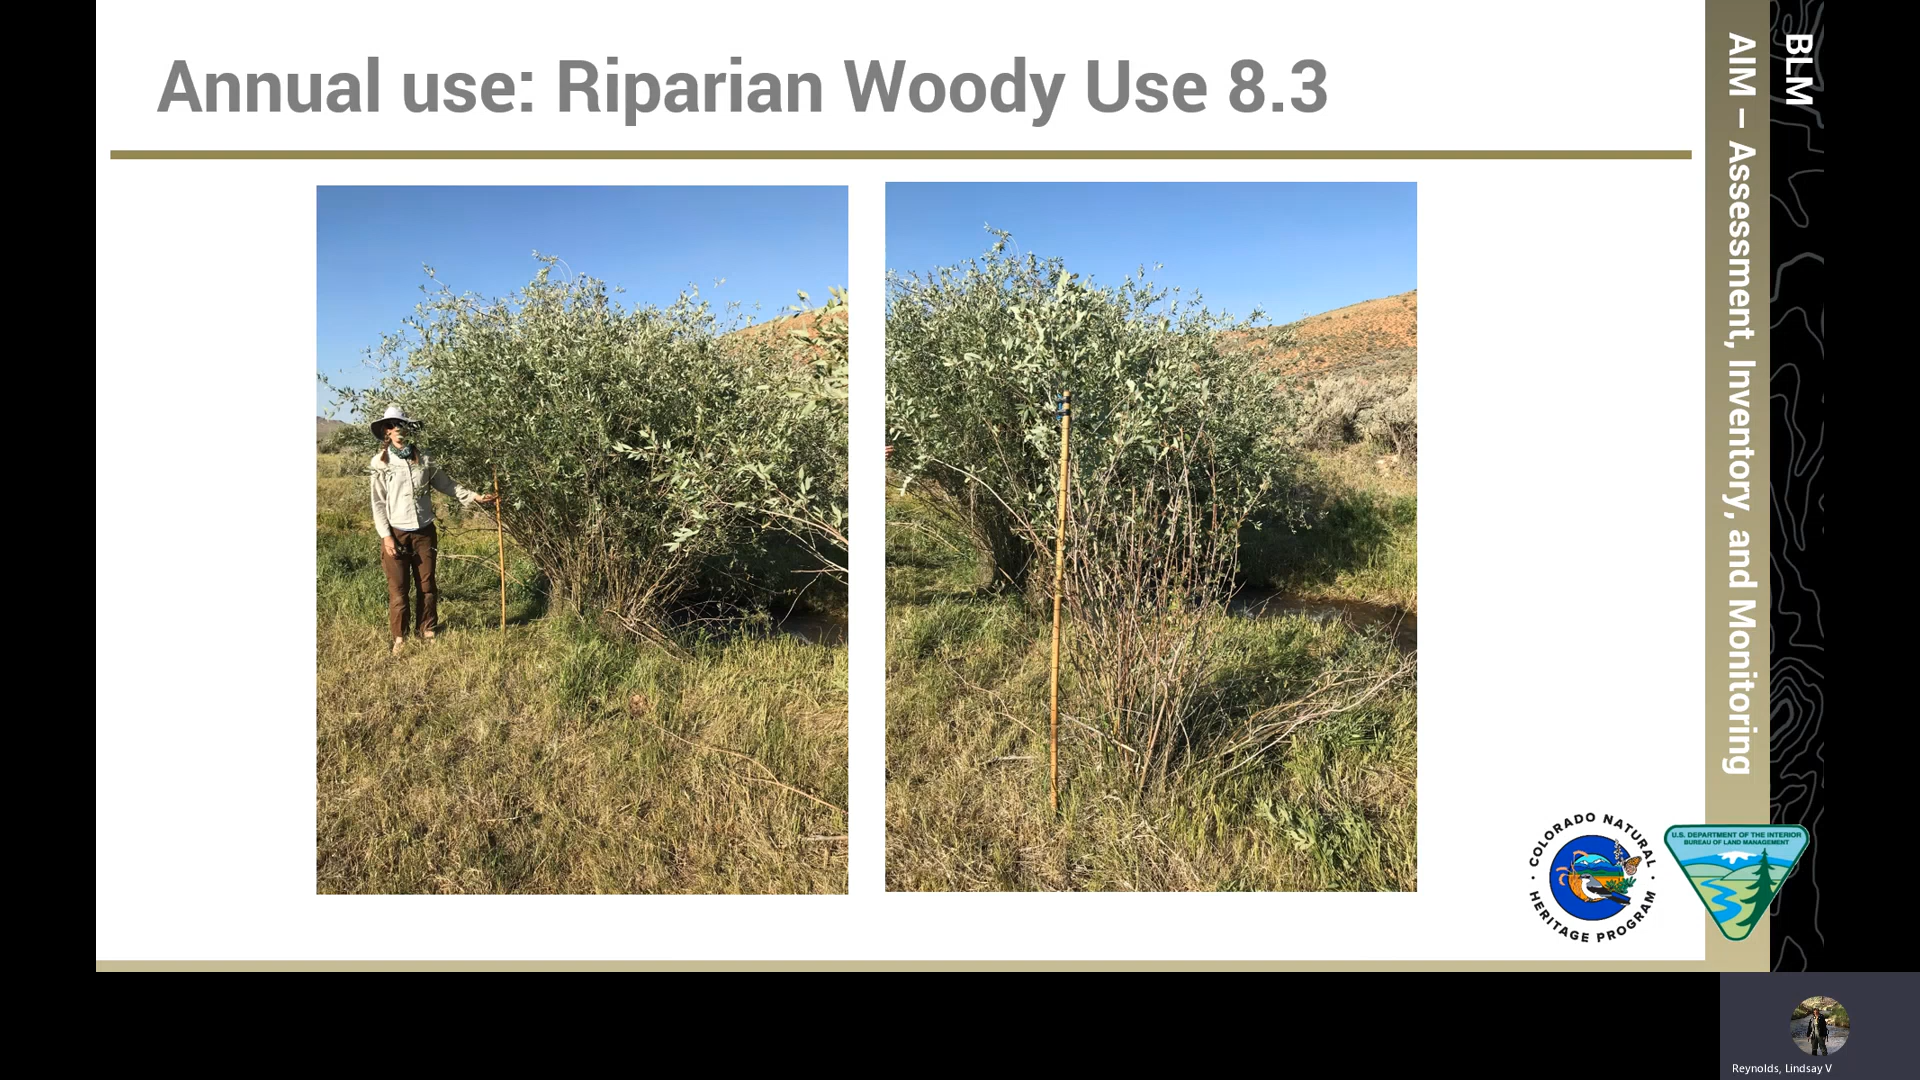 Annual use: Riparian Woody Use 8.3
BLM
AIM – Assessment, Inventory, and Monitoring
COLORADO NATURAL
HERITAGE PROGRAM
U.S. DEPARTMENT OF THE INTERIOR
BUREAU OF LAND MANAGEMENT
Reynolds, Lindsay V